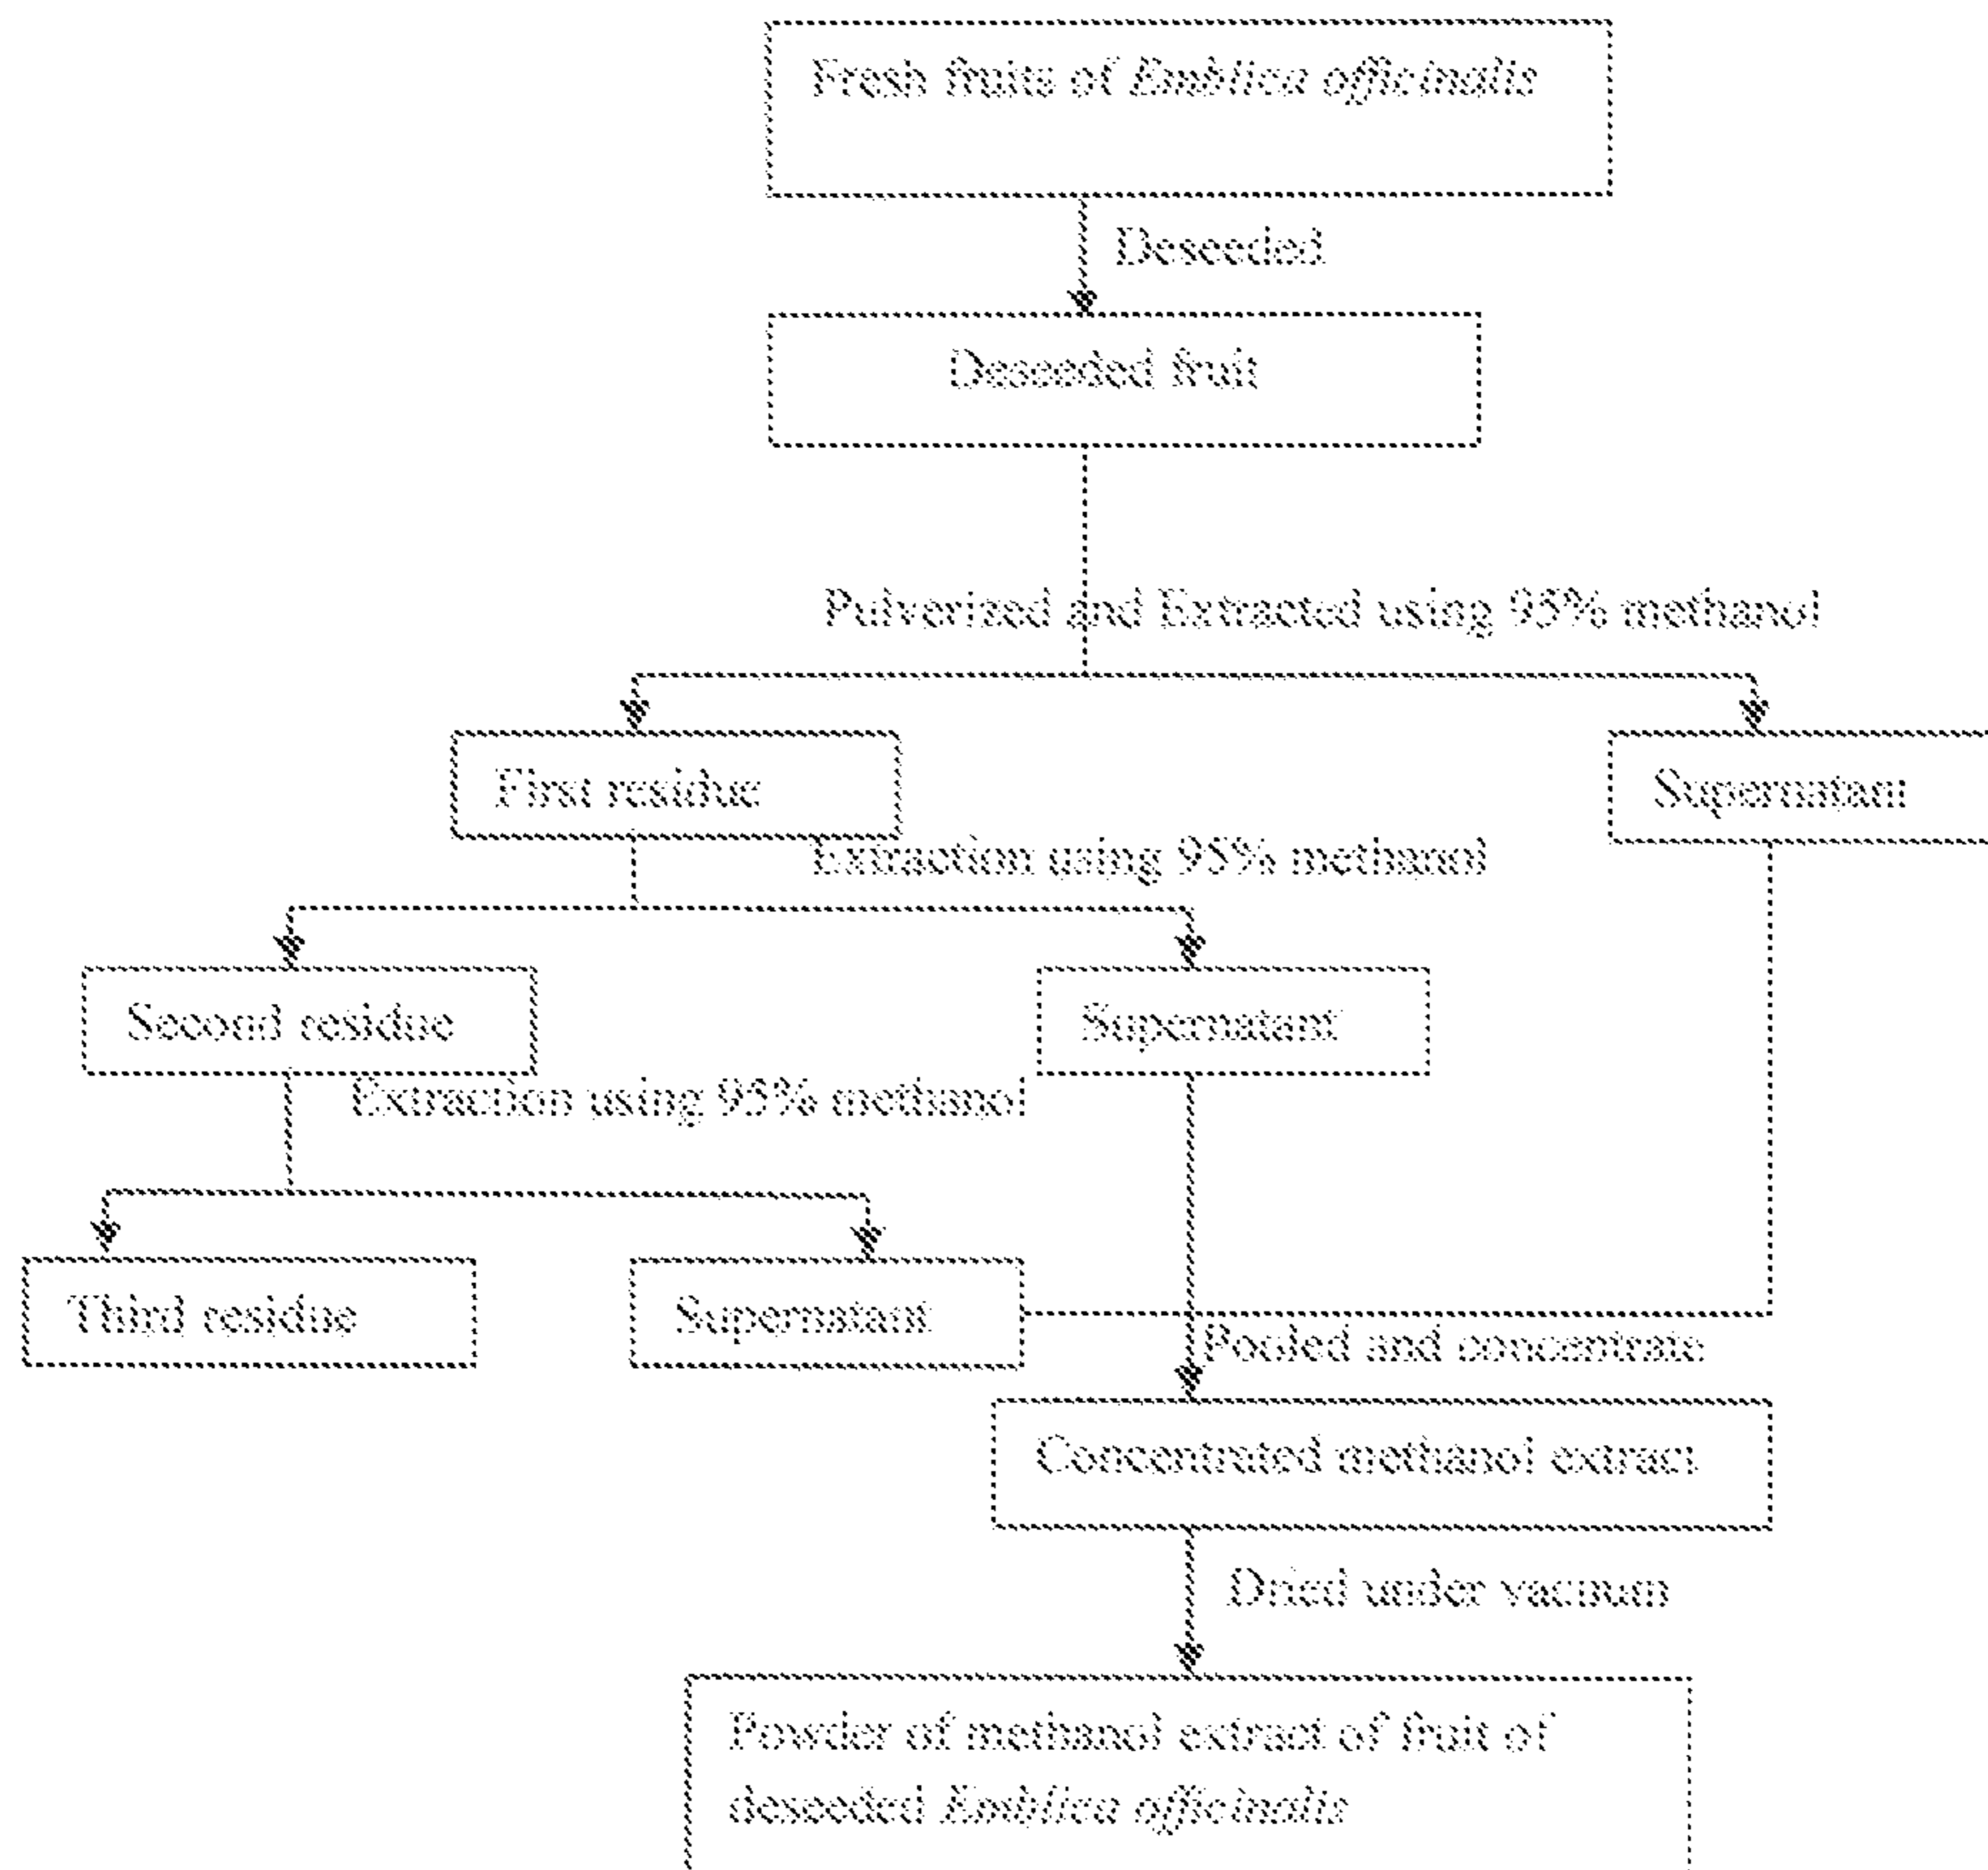 Fresh fruits of Emblica officinalis
Deseeded
Deseeded fruit
Pulverized and Extracted using 95% methanol
First residue
Supernatant
Extraction using 95% methanol
Second residue
Supernatant
Extraction using 95% methanol
Third residue
Supernatant
Pooled and concentrate
Concentrated methanol extract
Dried under vacuum
Powder of methanol extract of fruit of
deseeded Emblica officinalis